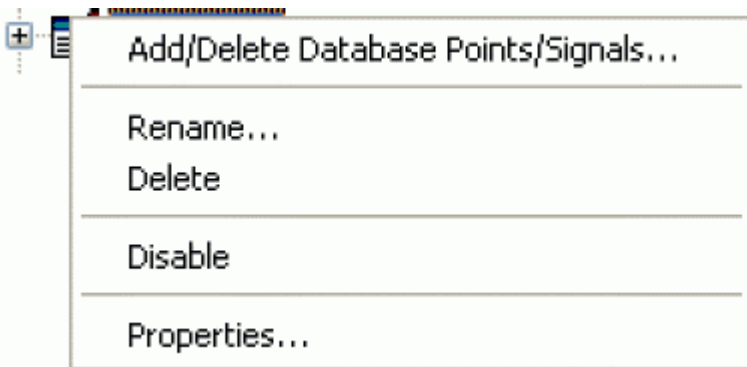 Add/Delete Database Points/Signals...
Rename...
Delete
Disable
Properties...